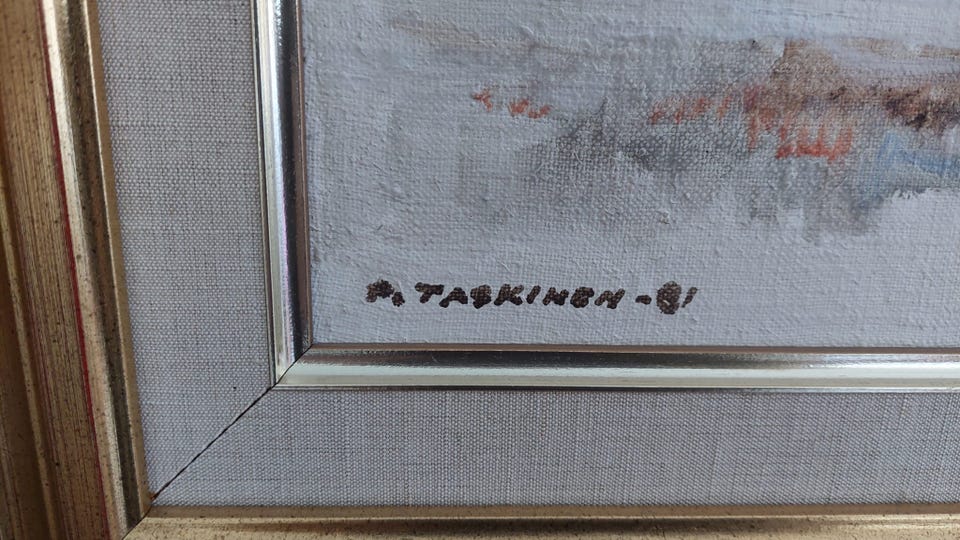 P. TASKINEN -81